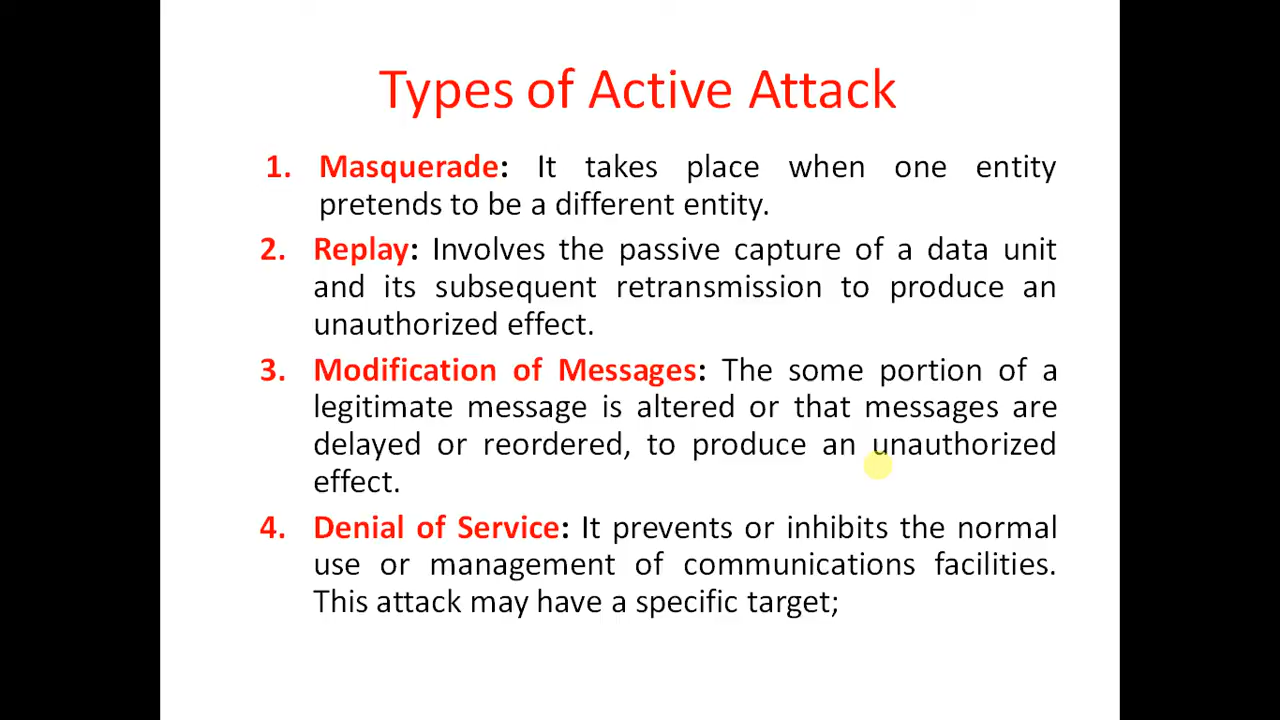 Types of Active Attack
1. Masquerade: It takes place when one entity
pretends to be a different entity.
2. Replay: Involves the passive capture of a data unit
and its subsequent retransmission to produce an
unauthorized effect.
3. Modification of Messages: The some portion of a
legitimate message is altered or that messages are
delayed or reordered, to produce an unauthorized
effect.
4. Denial of Service: It prevents or inhibits the normal
use or management of communications facilities.
This attack may have a specific target;